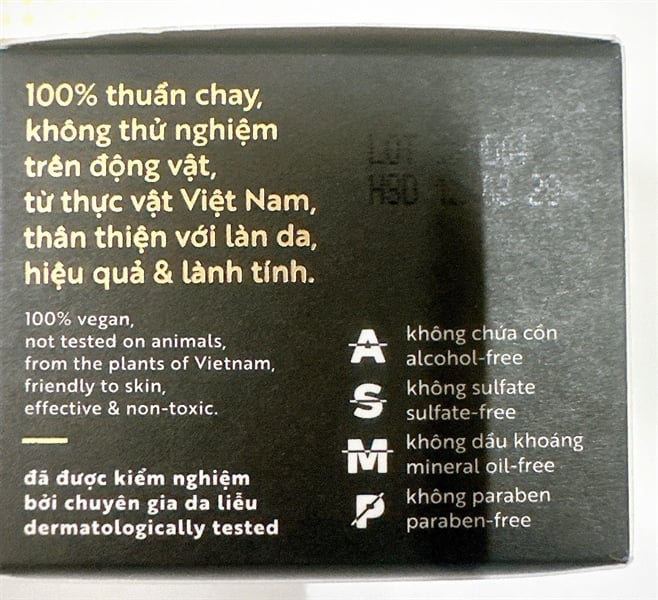 100% thuần chay,
không thử nghiệm
trên động vật,
từ thực vật Việt Nam,
thân thiện với làn da,
hiệu quả & lành tính.
100% vegan,
not tested on animals,
from the plants of Vietnam,
friendly to skin,
effective & non-toxic.
đã được kiểm nghiệm
bởi chuyên gia da liễu
dermatologically tested
LOT
HSD
A
không chứa cồn
alcohol-free
S
không sulfate
sulfate-free
M
không dầu khoáng
mineral oil-free
P
không paraben
paraben-free